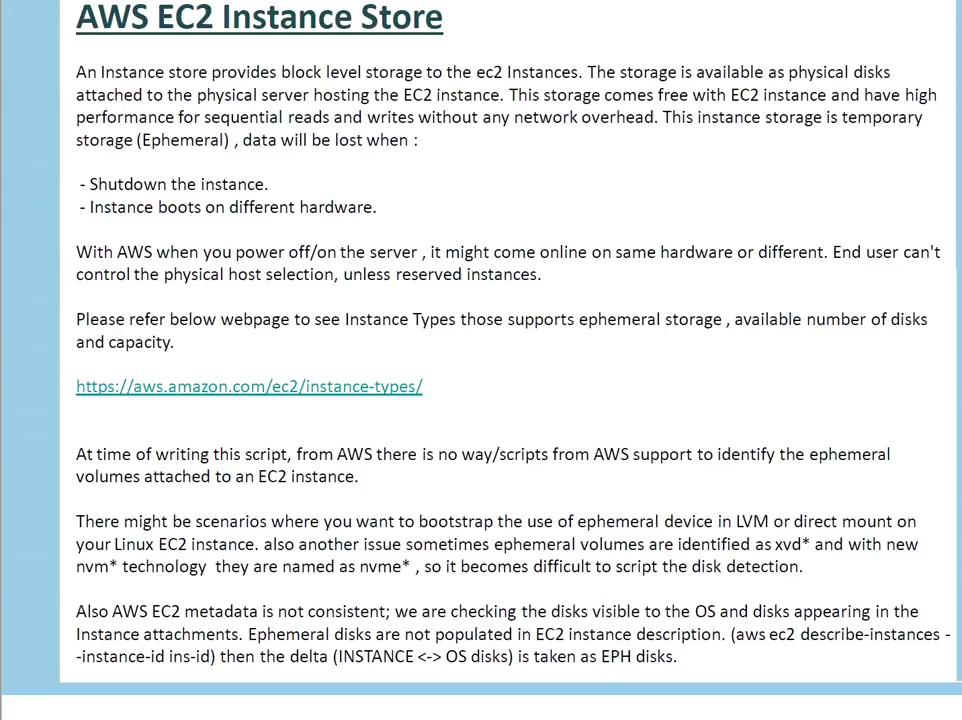 AWS EC2 Instance Store
An Instance store provides block level storage to the ec2 Instances. The storage is available as physical disks
attached to the physical server hosting the EC2 instance. This storage comes free with EC2 instance and have high
performance for sequential reads and writes without any network overhead. This instance storage is temporary
storage (Ephemeral) , data will be lost when :
- Shutdown the instance.
- Instance boots on different hardware.
With AWS when you power off/on the server , it might come online on same hardware or different. End user can't
control the physical host selection, unless reserved instances.
Please refer below webpage to see Instance Types those supports ephemeral storage , available number of disks
and capacity.
https://aws.amazon.com/ec2/instance-types/
At time of writing this script, from AWS there is no way/scripts from AWS support to identify the ephemeral
volumes attached to an EC2 instance.
There might be scenarios where you want to bootstrap the use of ephemeral device in LVM or direct mount on
your Linux EC2 instance. also another issue sometimes ephemeral volumes are identified as xvd* and with new
nvm* technology they are named as nvme* , so it becomes difficult to script the disk detection.
Also AWS EC2 metadata is not consistent; we are checking the disks visible to the OS and disks appearing in the
Instance attachments. Ephemeral disks are not populated in EC2 instance description. (aws ec2 describe-instances -
-instance-id ins-id) then the delta (INSTANCE <-> OS disks) is taken as EPH disks.